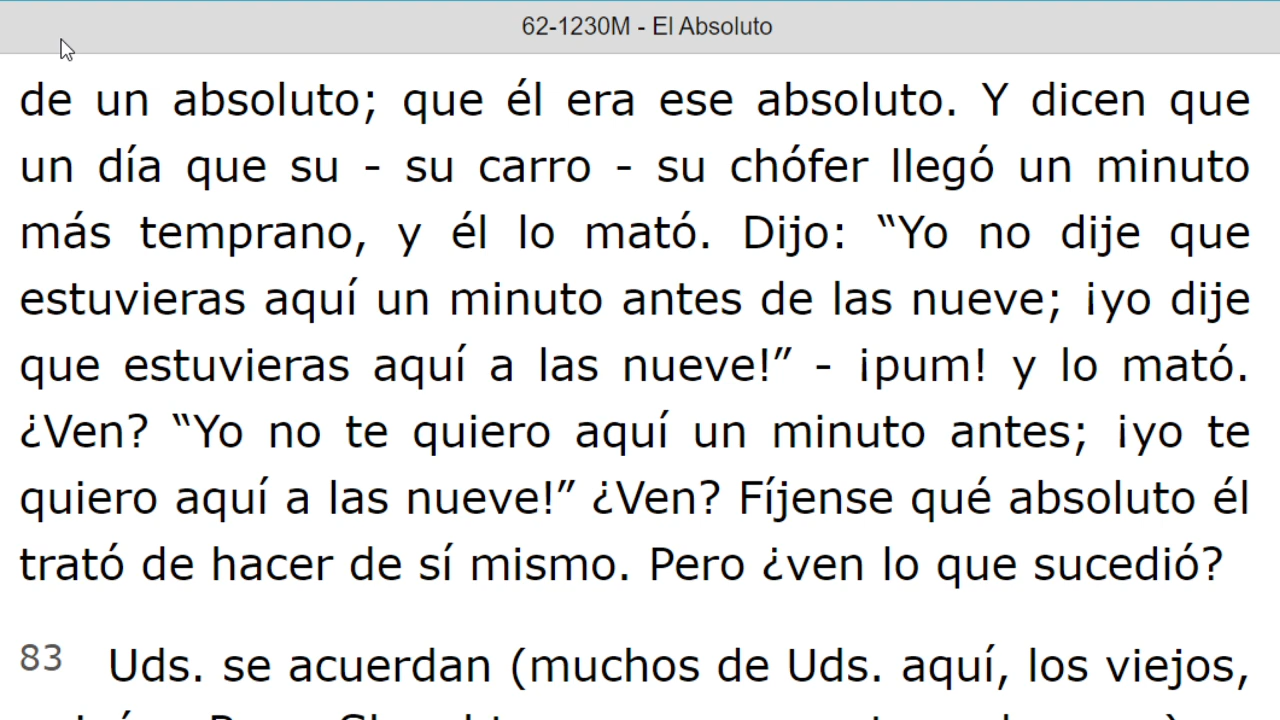 62-1230M - El Absoluto
de un absoluto; que él era ese absoluto. Y dicen que
un día que su - su carro - su chófer llegó un minuto
más temprano, y él lo mató. Dijo: “Yo no dije que
estuvieras aquí un minuto antes de las nueve; ¡yo dije
que estuvieras aquí a las nueve!” - ¡pum! y lo mató.
¿Ven? “Yo no te quiero aquí un minuto antes; ¡yo te
quiero aquí a las nueve!” ¿Ven? Fíjense qué absoluto él
trató de hacer de sí mismo. Pero ¿ven lo que sucedió?
83 Uds. se acuerdan (muchos de Uds. aquí, los viejos,